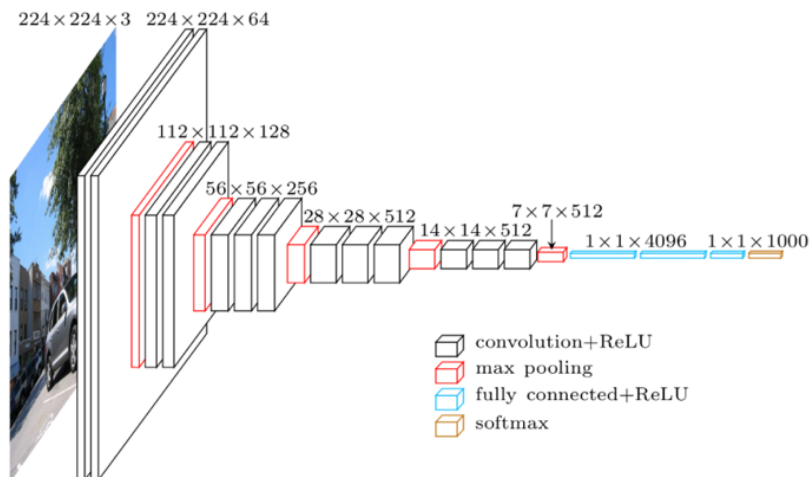 224×224×3
224×224×64
112×112×128
56×56×256
28×28×512
14×14×512
7×7×512
1×1×4096
1×1×1000
convolution+ReLU
max pooling
fully connected+ReLU
softmax